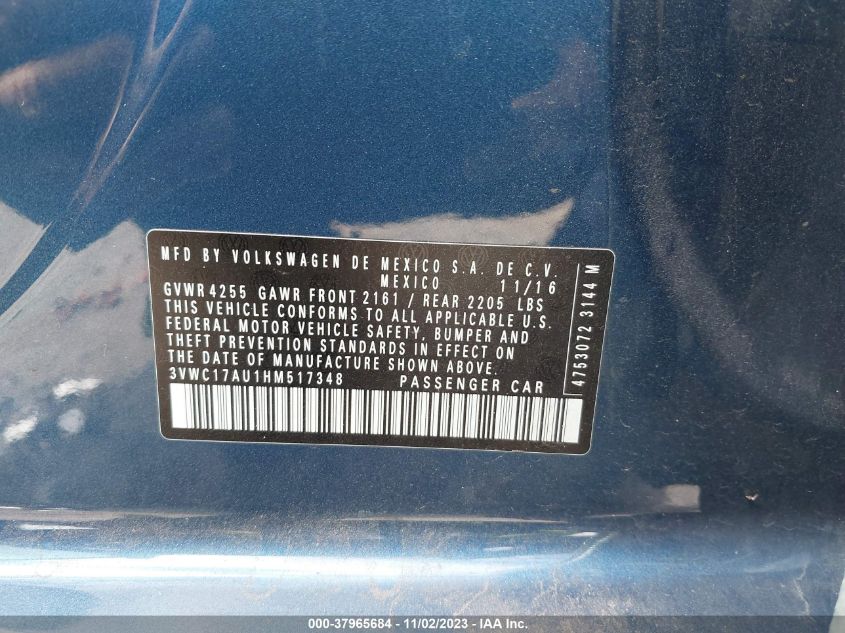 MFD BY VOLKSWAGEN DE MEXICO S.A. DE C.V.
MEXICO 11/16
GVWR 4255 GAWR FRONT 2161 / REAR 2205 LBS
THIS VEHICLE CONFORMS TO ALL APPLICABLE U.S.
FEDERAL MOTOR VEHICLE SAFETY, BUMPER AND
THEFT PREVENTION STANDARDS IN EFFECT ON
THE DATE OF MANUFACTURE SHOWN ABOVE.
3VWC17AU1HM517348 PASSENGER CAR
4753072 3144 M
000-37965684 - 11/02/2023 - IAA Inc.